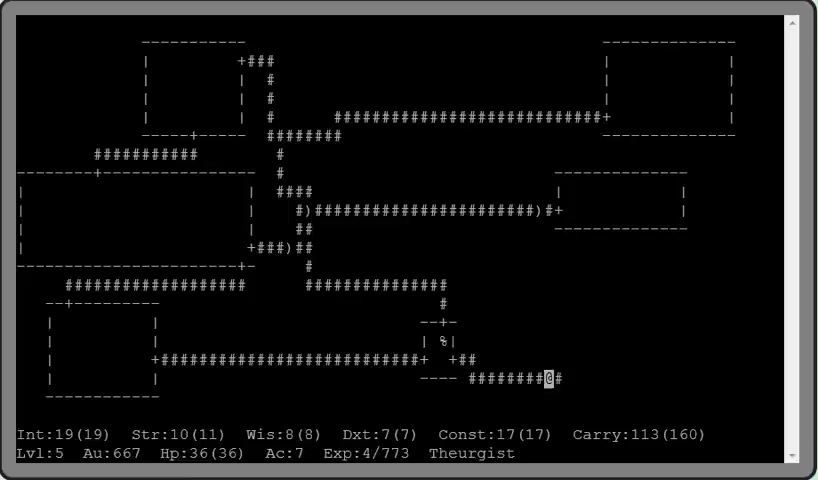 Int:19(19) Str:10(11) Wis:8(8) Dxt:7(7) Const:17(17) Carry:113(160)
Lvl:5 Au:667 Hp:36(36) Ac:7 Exp:4/773 Theurgist